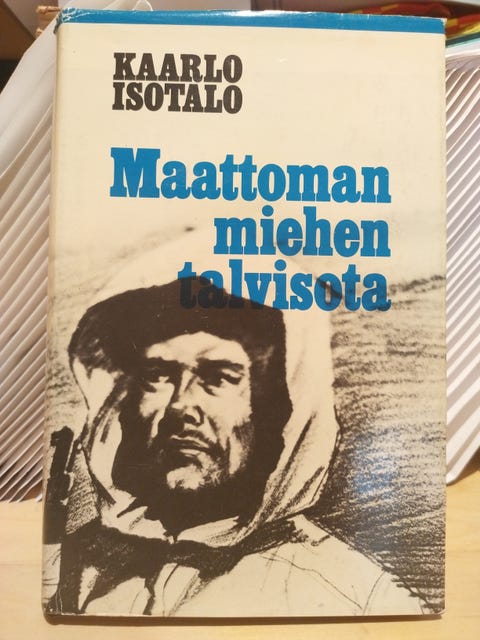 KAARLO
ISOTALO
Maattoman
miehen
talvisota